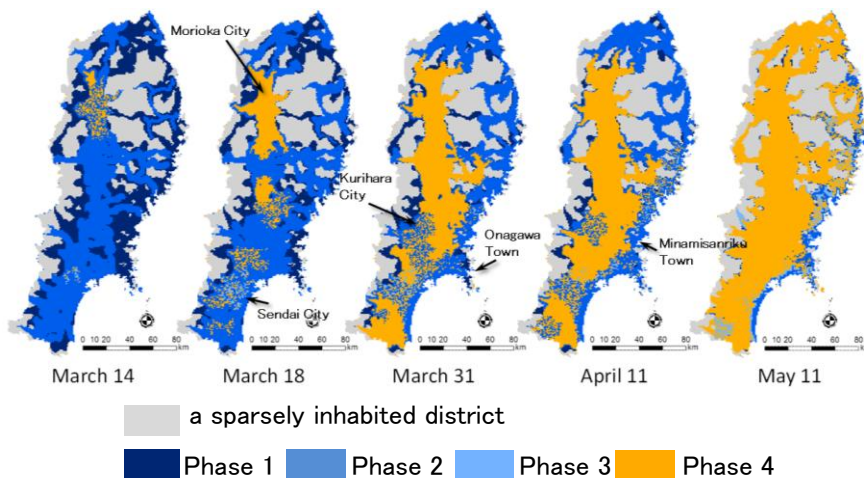 Morioka City
Kurihara
City
Onagawa
Town
Minamisanriku
Town
Sendai City
0 10 20 40 60 80
km
0 10 20 40 60 80
km
0 10 20 40 60 80
km
0 10 20 40 60 80
km
0 10 20 40 60 80
km
March 14
March 18
March 31
April 11
May 11
a sparsely inhabited district
Phase 1 Phase 2 Phase 3 Phase 4